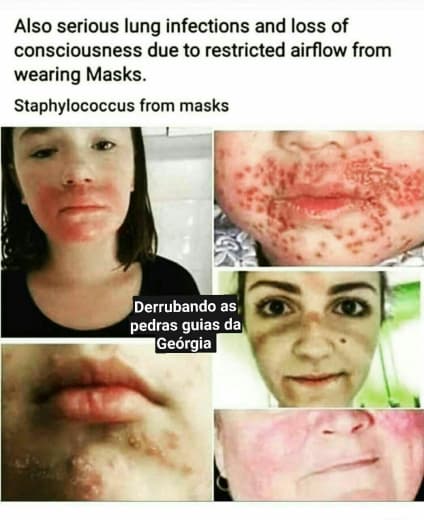 Also serious lung infections and loss of
consciousness due to restricted airflow from
wearing Masks.
Staphylococcus from masks
Derrubando as
pedras guias da
Geórgia